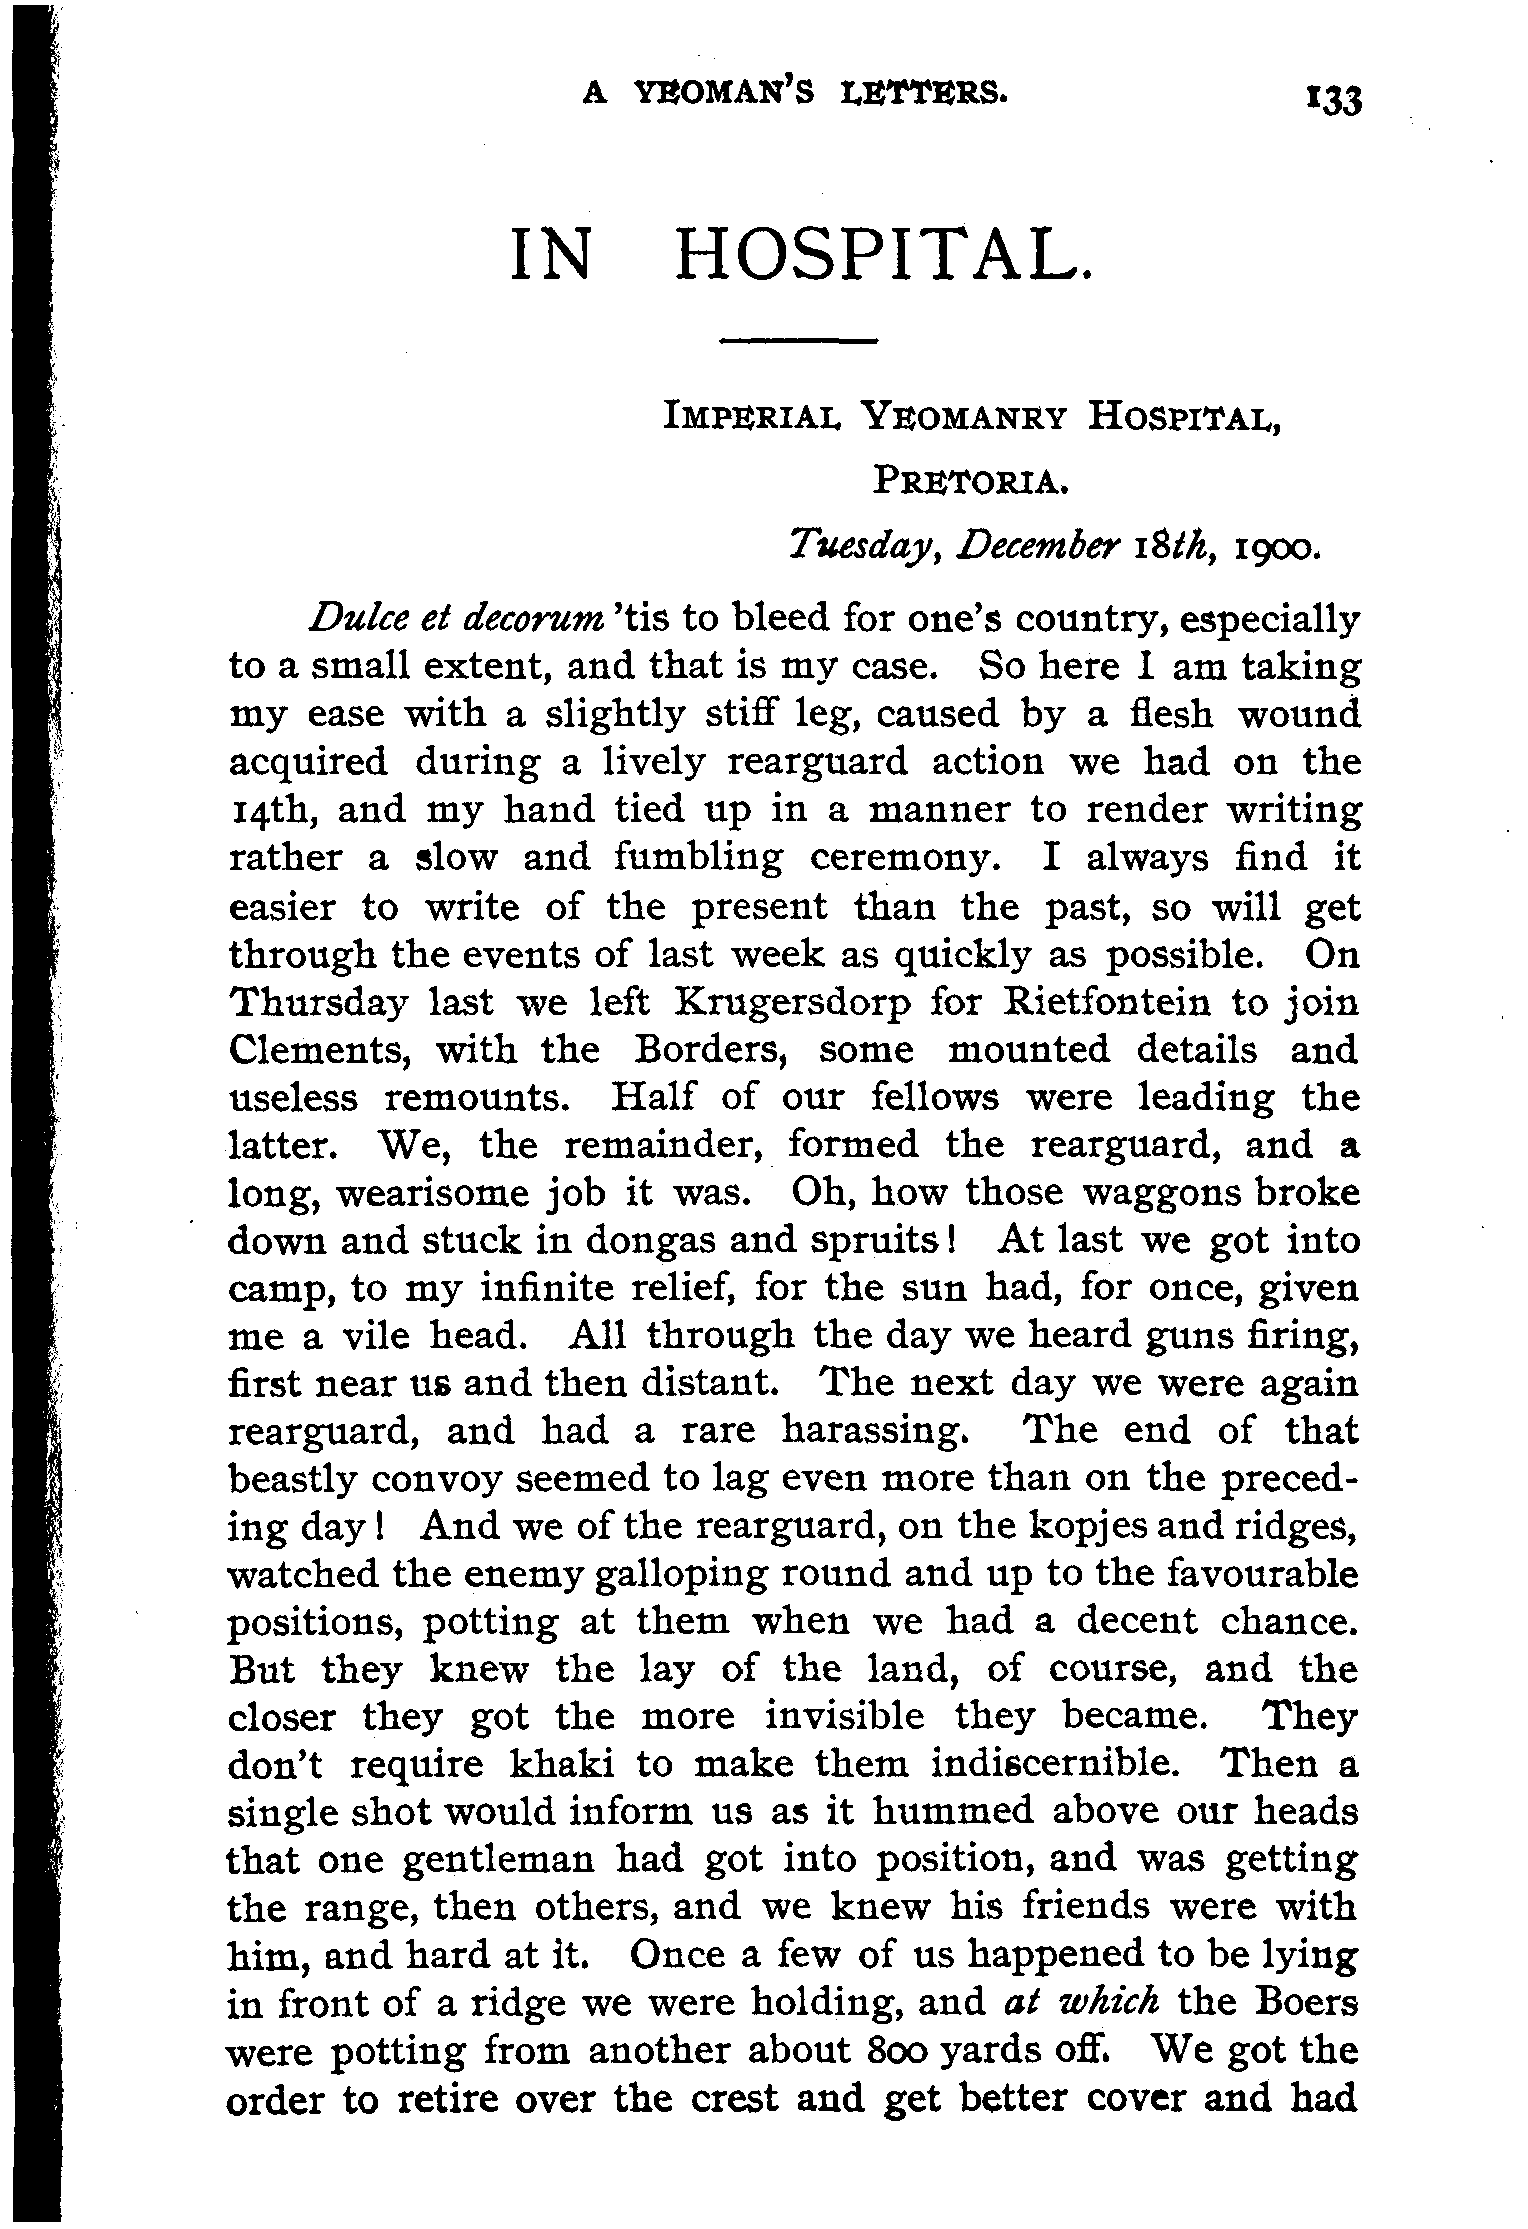 A YEOMAN'S LETTERS. 133
IN HOSPITAL.
IMPERIAL YEOMANRY HOSPITAL,
PRETORIA.
Tuesday, December 18th, 1900.
Dulce et decorum 'tis to bleed for one's country, especially
to a small extent, and that is my case. So here I am taking
my ease with a slightly stiff leg, caused by a flesh wound
acquired during a lively rearguard action we had on the
14th, and my hand tied up in a manner to render writing
rather a slow and fumbling ceremony. I always find it
easier to write of the present than the past, so will get
through the events of last week as quickly as possible. On
Thursday last we left Krugersdorp for Rietfontein to join
Clements, with the Borders, some mounted details and
useless remounts. Half of our fellows were leading the
latter. We, the remainder, formed the rearguard, and a
long, wearisome job it was. Oh, how those waggons broke
down and stuck in dongas and spruits! At last we got into
camp, to my infinite relief, for the sun had, for once, given
me a vile head. All through the day we heard guns firing,
first near us and then distant. The next day we were again
rearguard, and had a rare harassing. The end of that
beastly convoy seemed to lag even more than on the preced-
ing day! And we of the rearguard, on the kopjes and ridges,
watched the enemy galloping round and up to the favourable
positions, potting at them when we had a decent chance.
But they knew the lay of the land, of course, and the
closer they got the more invisible they became. They
don't require khaki to make them indiscernible. Then a
single shot would inform us as it hummed above our heads
that one gentleman had got into position, and was getting
the range, then others, and we knew his friends were with
him, and hard at it. Once a few of us happened to be lying
in front of a ridge we were holding, and at which the Boers
were potting from another about 800 yards off. We got the
order to retire over the crest and get better cover and had